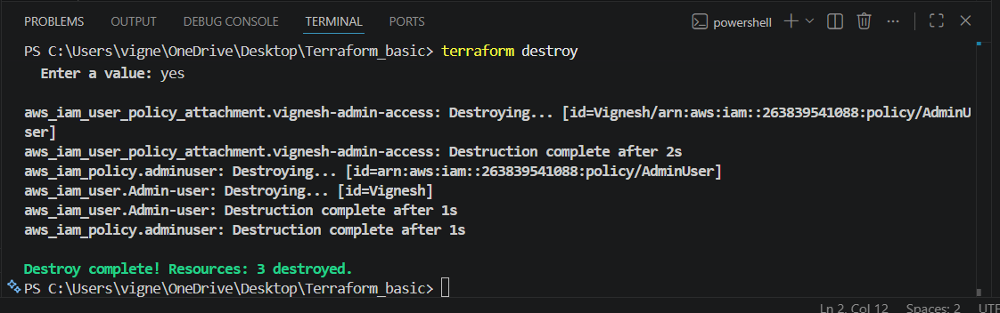 PROBLEMS OUTPUT DEBUG CONSOLE TERMINAL PORTS powershell
PS C:\Users\vigne\OneDrive\Desktop\Terraform_basic> terraform destroy
Enter a value: yes
aws_iam_user_policy_attachment.vignesh-admin-access: Destroying... [id=Vignesh/arn:aws:iam::263839541088:policy/AdminU
ser]
aws_iam_user_policy_attachment.vignesh-admin-access: Destruction complete after 2s
aws_iam_policy.adminuser: Destroying... [id=arn:aws:iam::263839541088:policy/AdminUser]
aws_iam_user.Admin-user: Destroying... [id=Vignesh]
aws_iam_user.Admin-user: Destruction complete after 1s
aws_iam_policy.adminuser: Destruction complete after 1s
Destroy complete! Resources: 3 destroyed.
PS C:\Users\vigne\OneDrive\Desktop\Terraform_basic>
Ln 2, Col 12 Spaces: 2 UTF